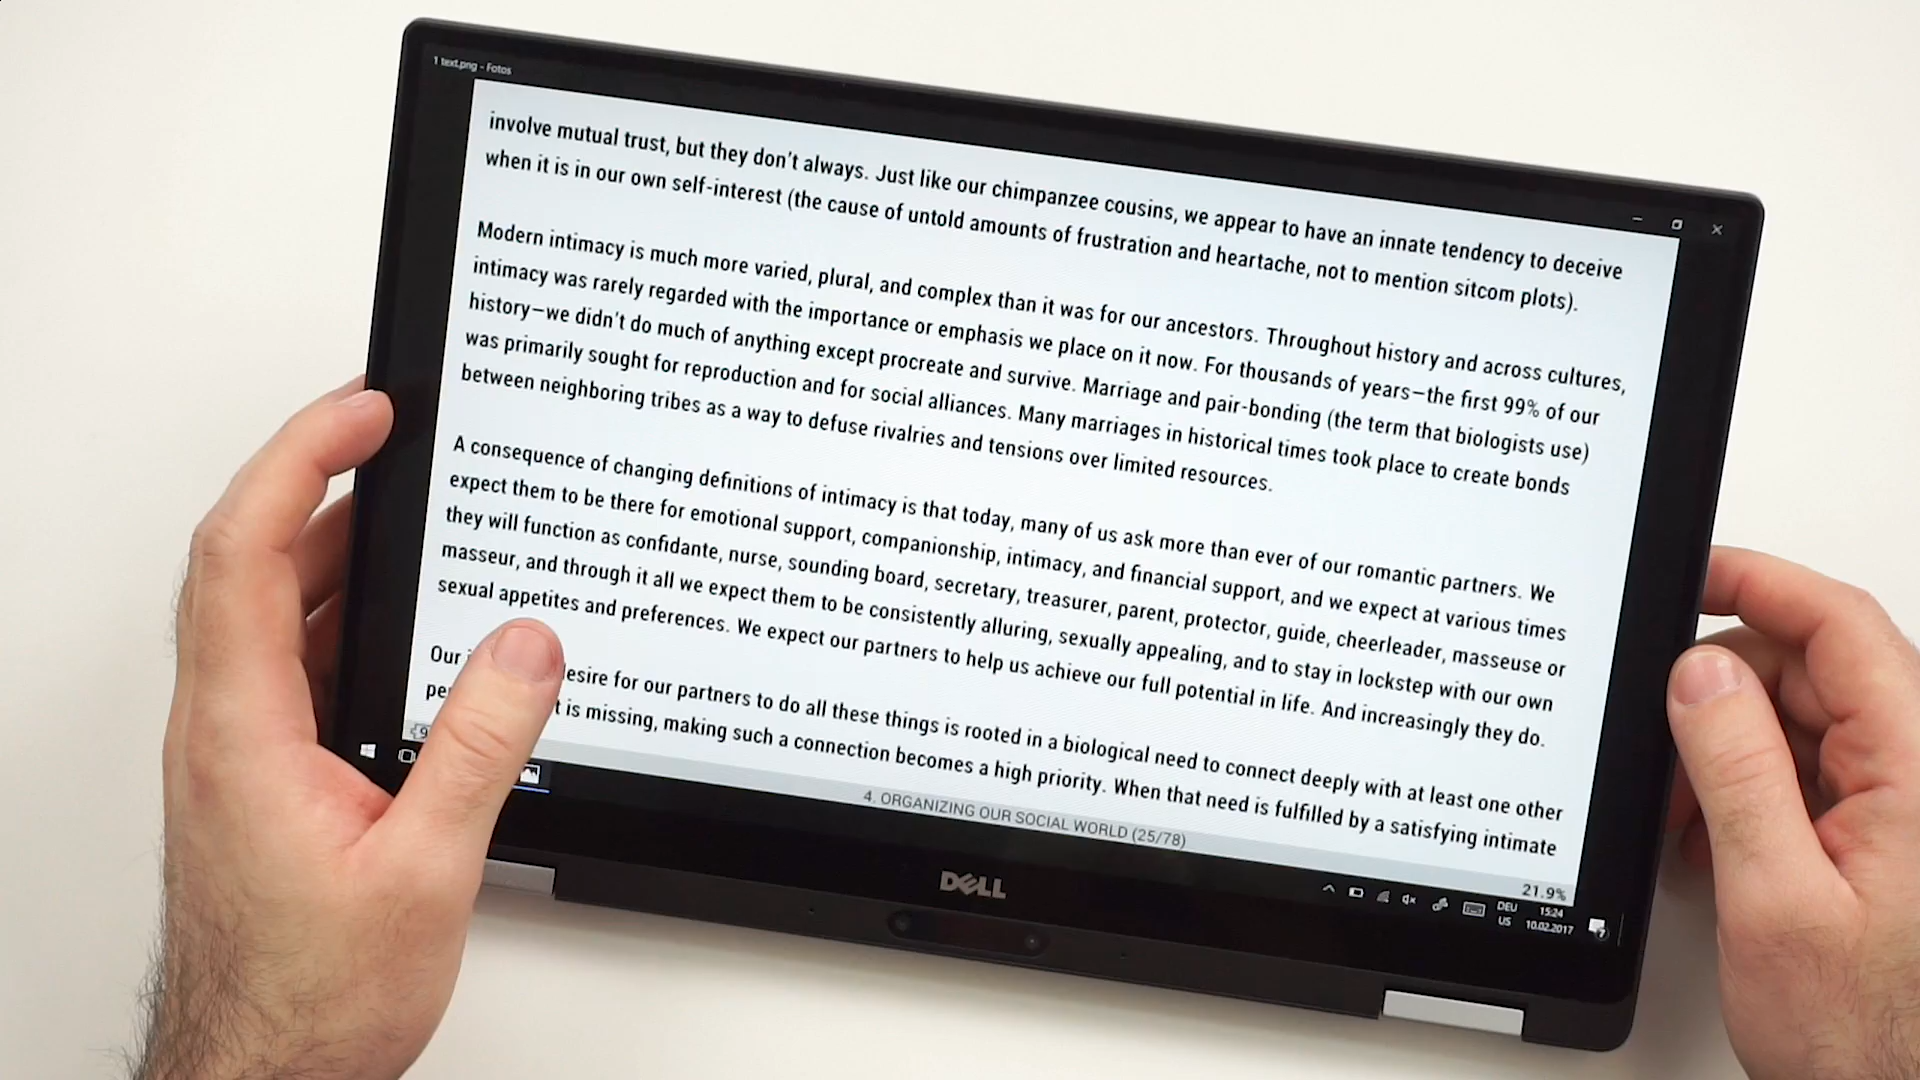 1 text.png - Fotos
involve mutual trust, but they don't always. Just like our chimpanzee cousins, we appear to have an innate tendency to deceive
when it is in our own self-interest (the cause of untold amounts of frustration and heartache, not to mention sitcom plots).
Modern intimacy is much more varied, plural, and complex than it was for our ancestors. Throughout history and across cultures,
intimacy was rarely regarded with the importance or emphasis we place on it now. For thousands of years—the first 99% of our
history—we didn't do much of anything except procreate and survive. Marriage and pair-bonding (the term that biologists use)
was primarily sought for reproduction and for social alliances. Many marriages in historical times took place to create bonds
between neighboring tribes as a way to defuse rivalries and tensions over limited resources.
A consequence of changing definitions of intimacy is that today, many of us ask more than ever of our romantic partners. We
expect them to be there for emotional support, companionship, intimacy, and financial support, and we expect at various times
they will function as confidante, nurse, sounding board, secretary, treasurer, parent, protector, guide, cheerleader, masseuse or
masseur, and through it all we expect them to be consistently alluring, sexually appealing, and to stay in lockstep with our own
sexual appetites and preferences. We expect our partners to help us achieve our full potential in life. And increasingly they do.
Our desire for our partners to do all these things is rooted in a biological need to connect deeply with at least one other
is missing, making such a connection becomes a high priority. When that need is fulfilled by a satisfying intimate
4. ORGANIZING OUR SOCIAL WORLD (25/78)
21.9%
DEU
US
15:24
10.02.2017
7
DELL